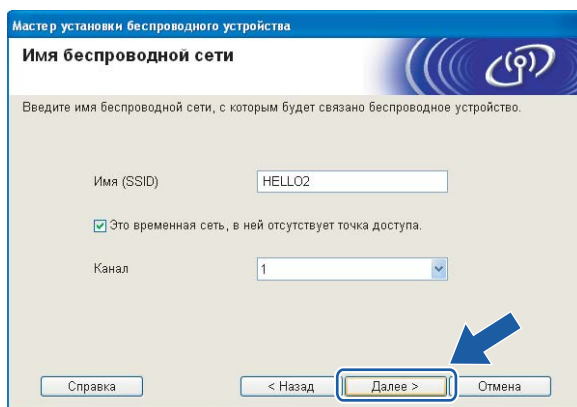 Мастер установки беспроводного устройства
Имя беспроводной сети
Введите имя беспроводной сети, с которым будет связано беспроводное устройство.
Имя (SSID) HELLO2
Это временная сеть, в ней отсутствует точка доступа.
Канал 1
Справка < Назад Далее > Отмена